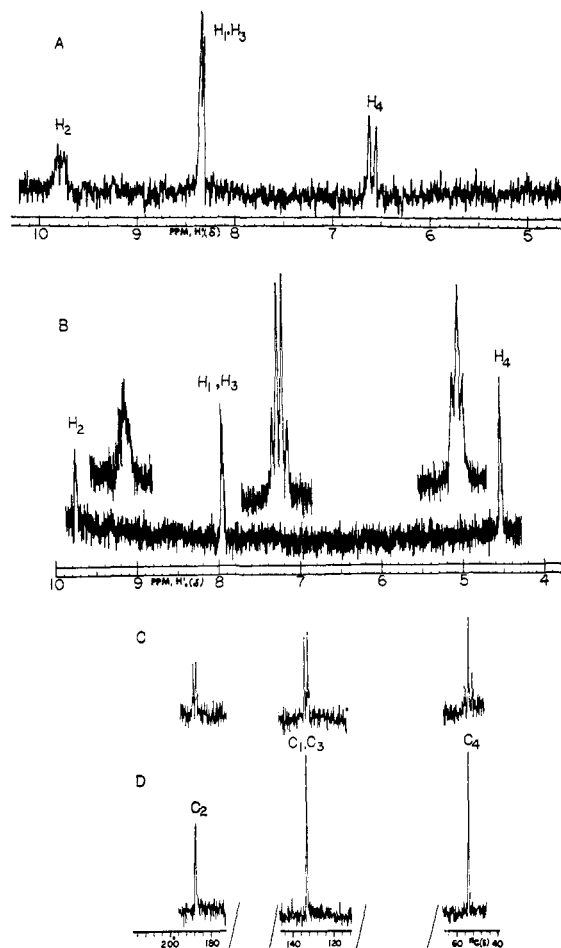 A
H₂
H₁,H₃
H₄
10 9 8 7 6 5
PPM, H¹,(δ)
B
H₂
H₁,H₃
H₄
10 9 8 7 6 5 4
PPM, H¹,(δ)
C
C₁,C₃
C₄
D
C₂
200 180 140 120 60 ¹³C(δ) 40